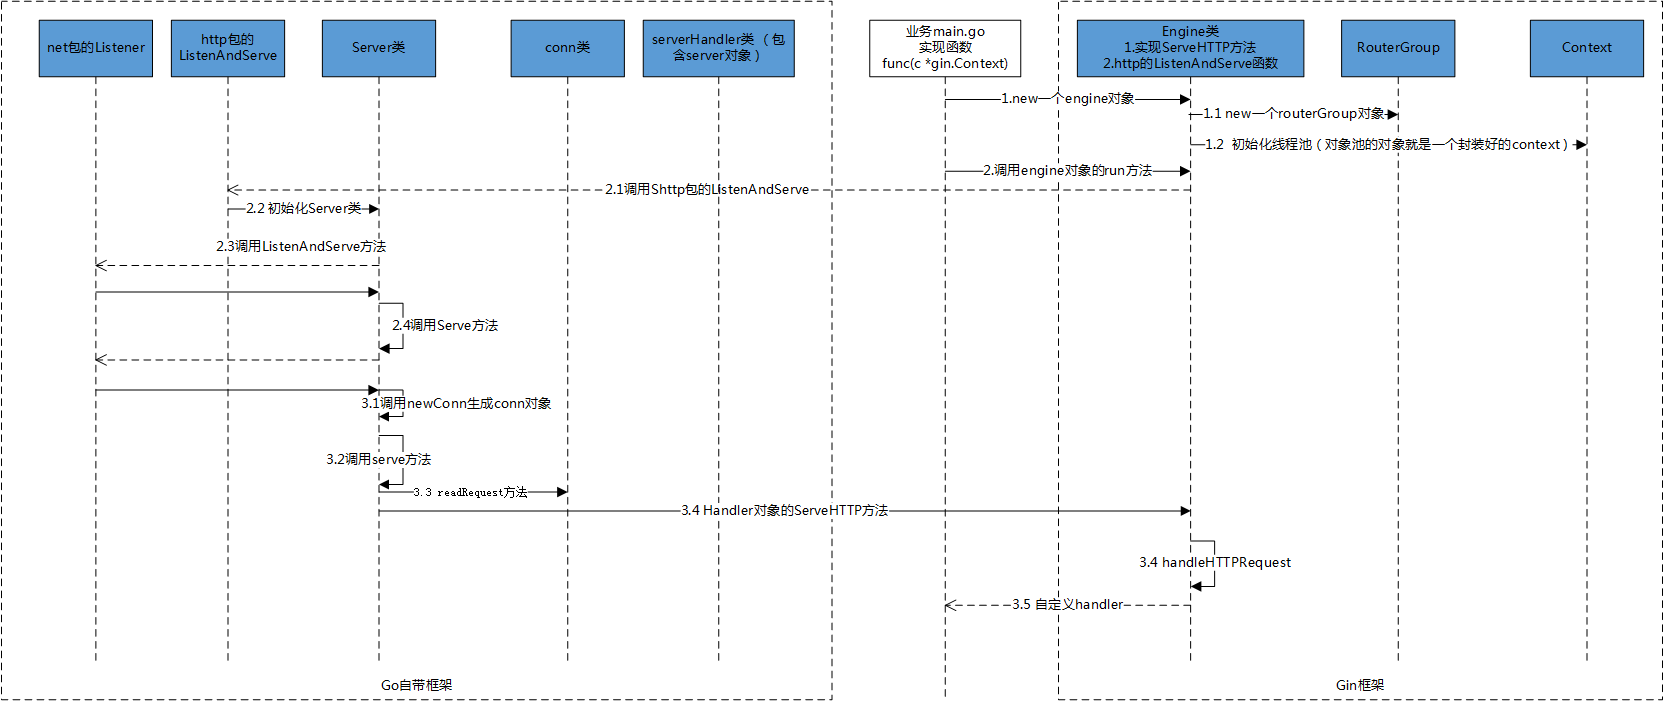 net包的Listener
http包的
ListenAndServe
Server类
conn类
serverHandler类 （包
含server对象）
业务main.go
实现函数
func(c *gin.Context)
Engine类
1.实现ServeHTTP方法
2.http的ListenAndServe函数
RouterGroup
Context
1.new一个engine对象
1.1 new一个routerGroup对象
1.2  初始化线程池（对象池的对象就是一个封装好的context）
2.调用engine对象的run方法
2.1调用Shttp包的ListenAndServe
2.2 初始化Server类
2.3调用ListenAndServe方法
2.4调用Serve方法
3.1调用newConn生成conn对象
3.2调用serve方法
3.3 readRequest方法
3.4 Handler对象的ServeHTTP方法
3.4 handleHTTPRequest
3.5 自定义handler
Go自带框架
Gin框架